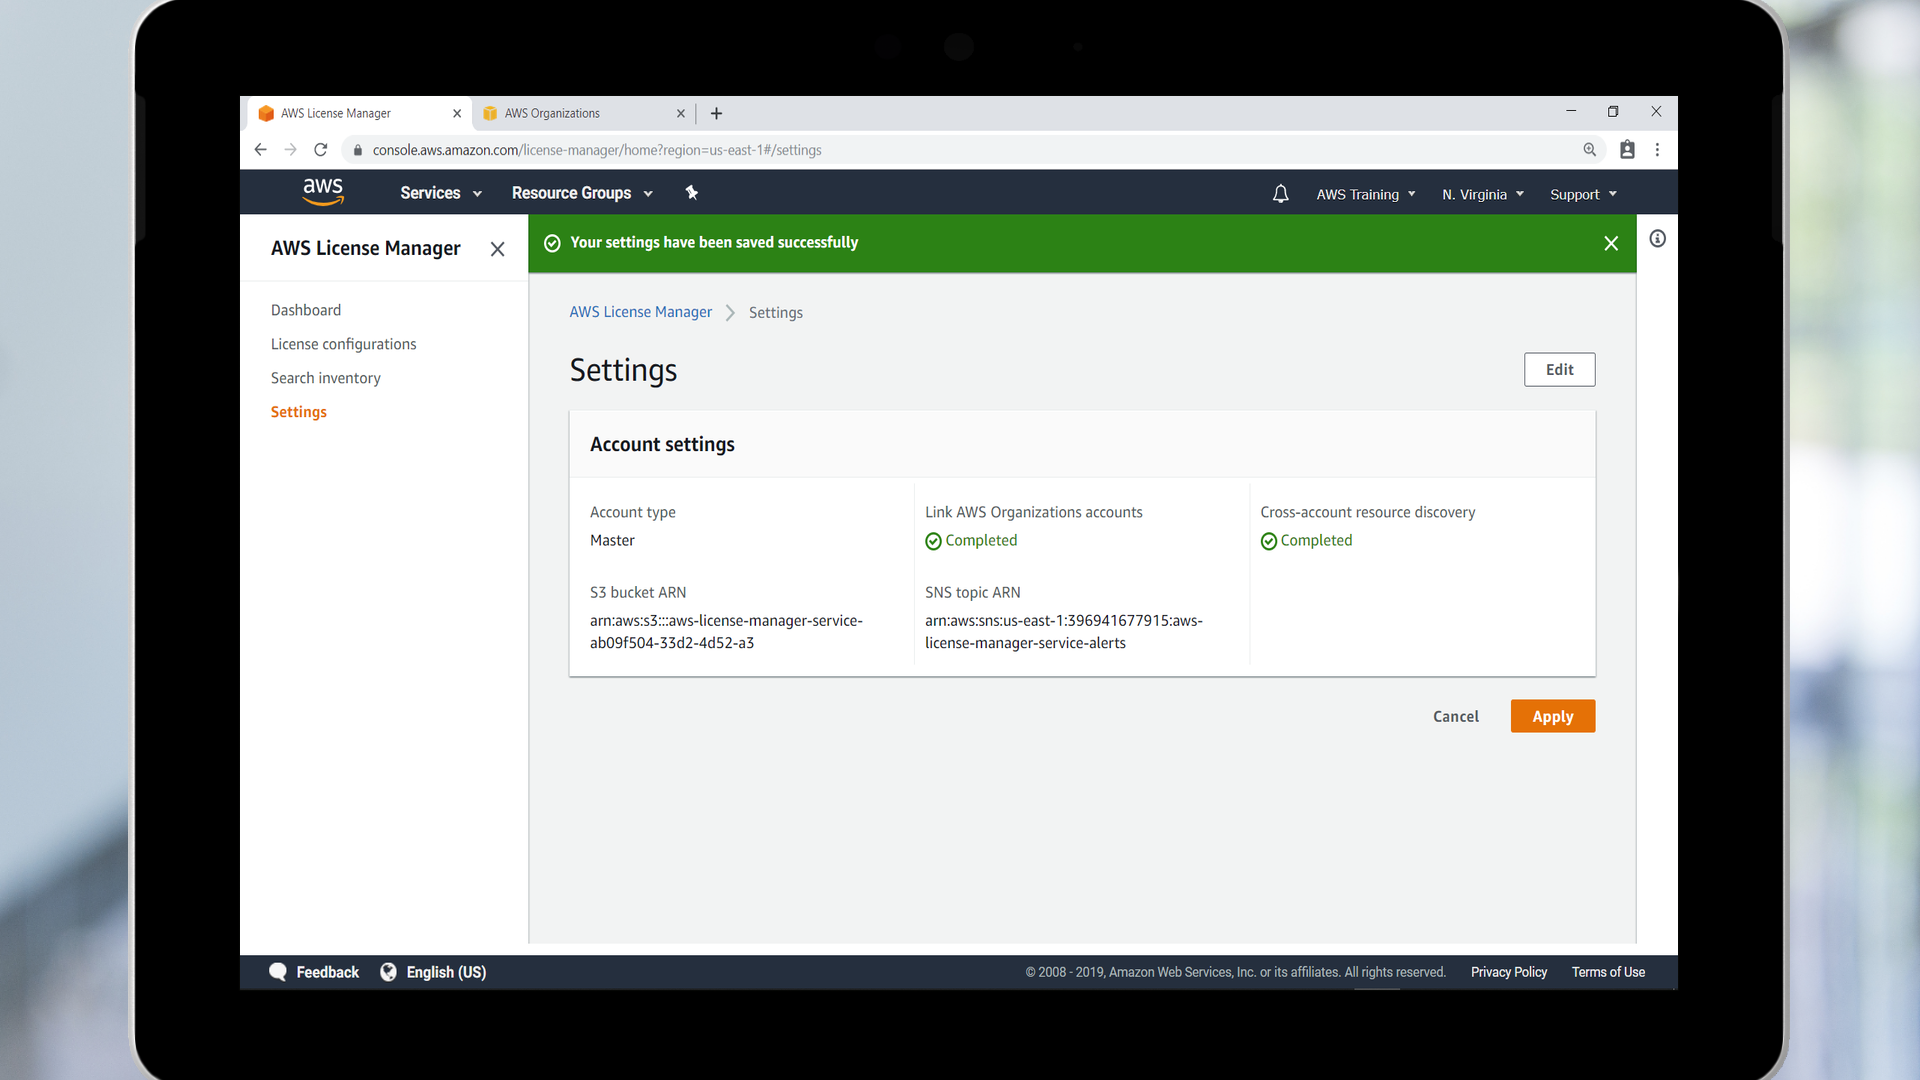 AWS License Manager
AWS Organizations
console.aws.amazon.com/license-manager/home?region=us-east-1#/settings
aws
Services
Resource Groups
AWS Training
N. Virginia
Support
AWS License Manager
Your settings have been saved successfully
Dashboard
License configurations
Search inventory
Settings
AWS License Manager
Settings
Settings
Edit
Account settings
Account type
Master
Link AWS Organizations accounts
Completed
Cross-account resource discovery
Completed
S3 bucket ARN
arn:aws:s3:::aws-license-manager-service-
ab09f504-33d2-4d52-a3
SNS topic ARN
arn:aws:sns:us-east-1:396941677915:aws-
license-manager-service-alerts
Cancel
Apply
Feedback
English (US)
© 2008 - 2019, Amazon Web Services, Inc. or its affiliates. All rights reserved.
Privacy Policy
Terms of Use